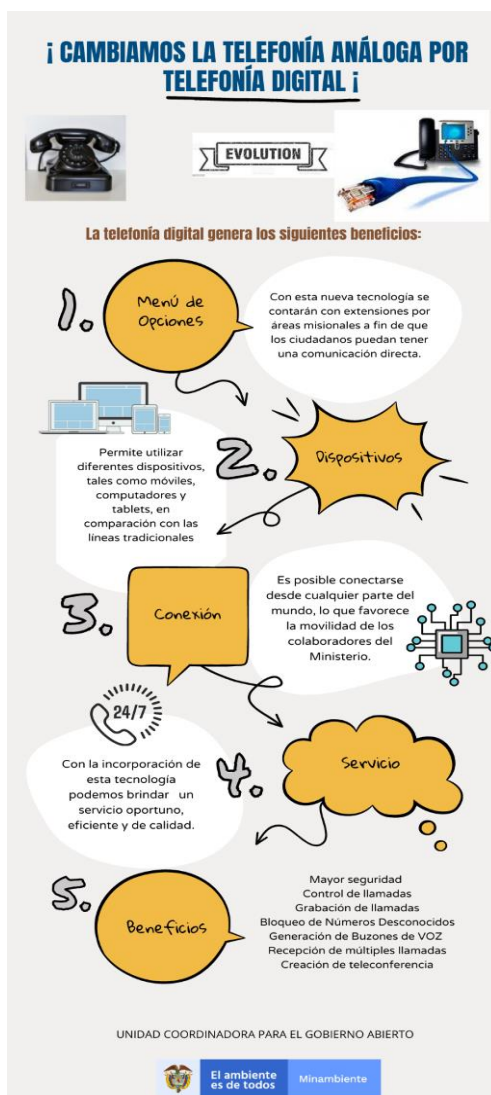 ¡ CAMBIAMOS LA TELEFONÍA ANÁLOGA POR
TELEFONÍA DIGITAL ¡
EVOLUTION
La telefonía digital genera los siguientes beneficios:
1.
Menú de
Opciones
Con esta nueva tecnología se
contarán con extensiones por
áreas misionales a fin de que
los ciudadanos puedan tener
una comunicación directa.
2.
Dispositivos
Permite utilizar
diferentes dispositivos,
tales como móviles,
computadores y
tablets, en
comparación con las
líneas tradicionales
3.
Conexión
Es posible conectarse
desde cualquier parte del
mundo, lo que favorece
la movilidad de los
colaboradores del
Ministerio.
24/7
4.
Servicio
Con la incorporación de
esta tecnología
podemos brindar un
servicio oportuno,
eficiente y de calidad.
5.
Beneficios
Mayor seguridad
Control de llamadas
Grabación de llamadas
Bloqueo de Números Desconocidos
Generación de Buzones de VOZ
Recepción de múltiples llamadas
Creación de teleconferencia
UNIDAD COORDINADORA PARA EL GOBIERNO ABIERTO
El ambiente
es de todos
Minambiente